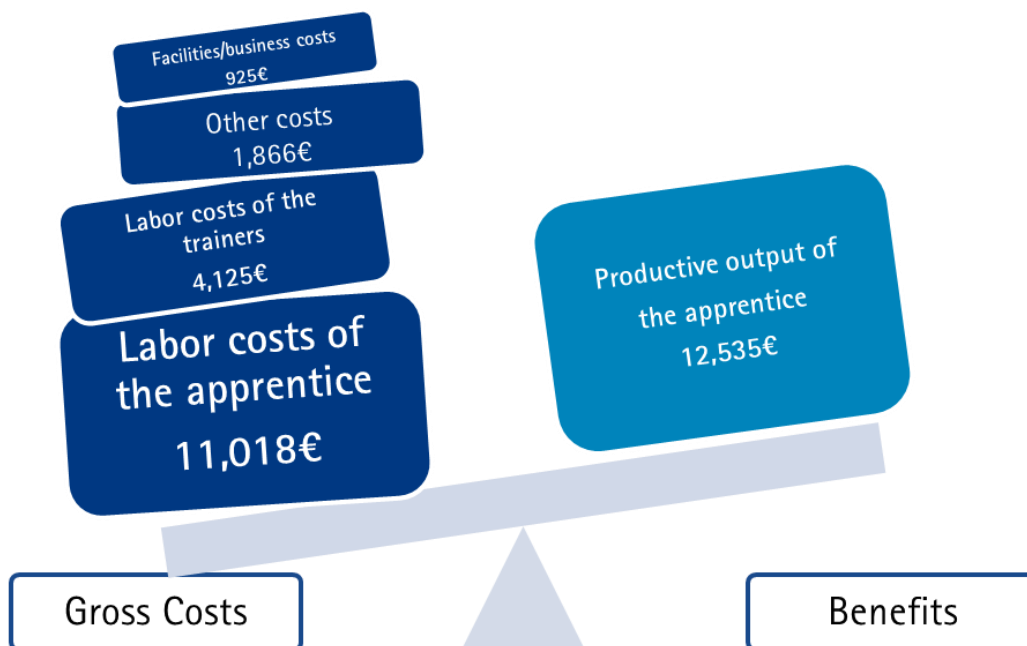 Facilities/business costs
925€
Other costs
1,866€
Labor costs of the
trainers
4,125€
Labor costs of
the apprentice
11,018€
Productive output of
the apprentice
12,535€
Gross Costs
Benefits